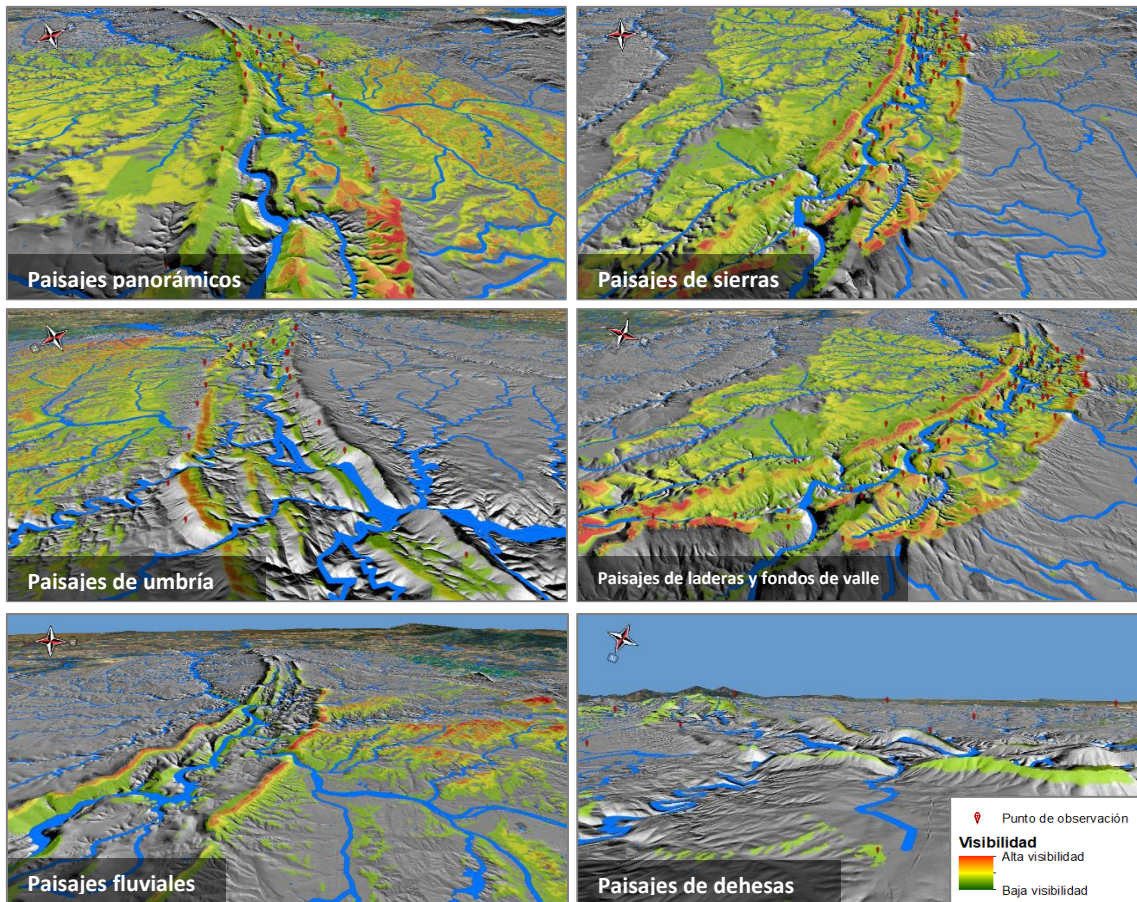 Paisajes panorámicos
Paisajes de sierras
Paisajes de umbría
Paisajes de laderas y fondos de valle
Paisajes fluviales
Paisajes de dehesas
Punto de observación
Visibilidad
Alta visibilidad
Baja visibilidad